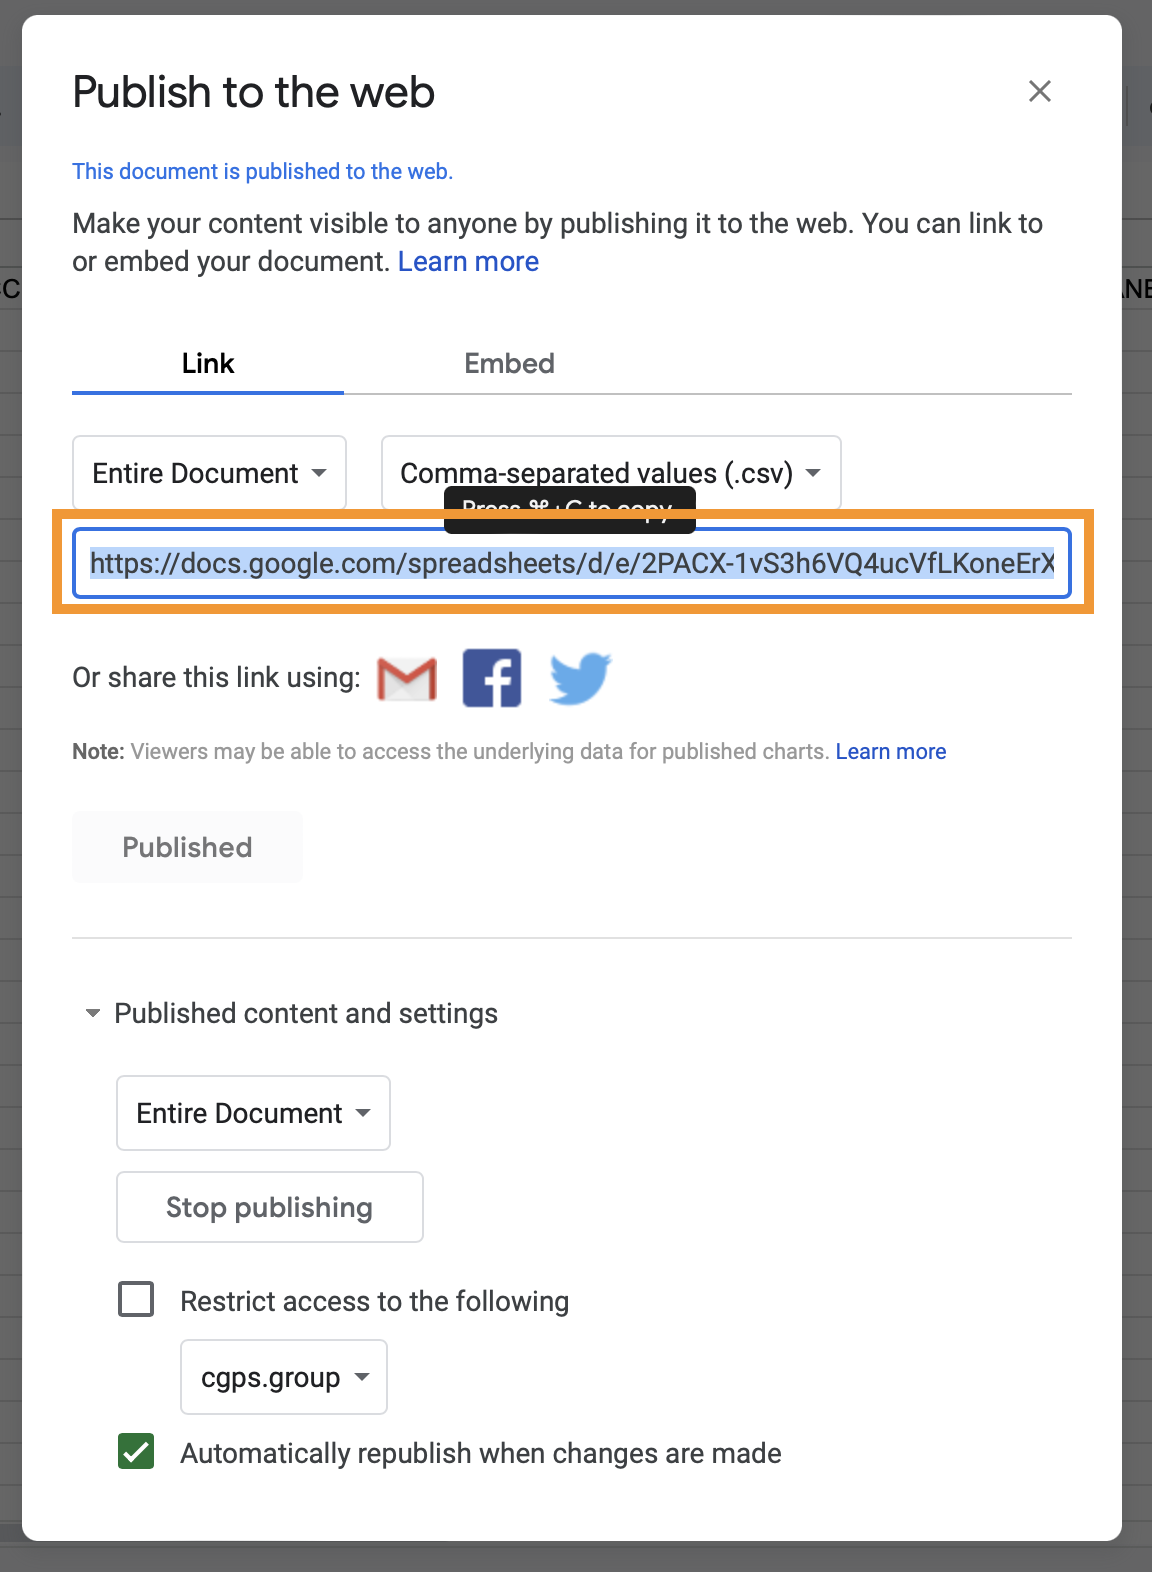 Publish to the web
This document is published to the web.
Make your content visible to anyone by publishing it to the web. You can link to
or embed your document. Learn more
Link Embed
Entire Document Comma-separated values (.csv)
Press ⌘+C to copy
https://docs.google.com/spreadsheets/d/e/2PACX-1vS3h6VQ4ucVfLKoneErX
Or share this link using:
Note: Viewers may be able to access the underlying data for published charts. Learn more
Published
Published content and settings
Entire Document
Stop publishing
Restrict access to the following
cgps.group
Automatically republish when changes are made